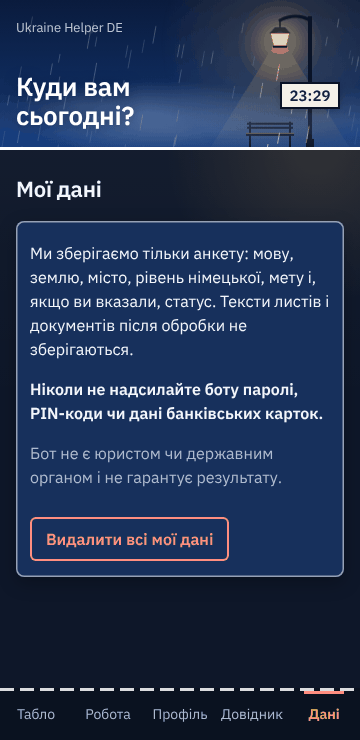 Ukraine Helper DE
Куди вам
сьогодні?
23:29
Мої дані
Ми зберігаємо тільки анкету: мову,
землю, місто, рівень німецької, мету і,
якщо ви вказали, статус. Тексти листів і
документів після обробки не
зберігаються.
Ніколи не надсилайте боту паролі,
PIN-коди чи дані банківських карток.
Бот не є юристом чи державним
органом і не гарантує результату.
Видалити всі мої дані
Табло Робота Профіль Довідник Дані